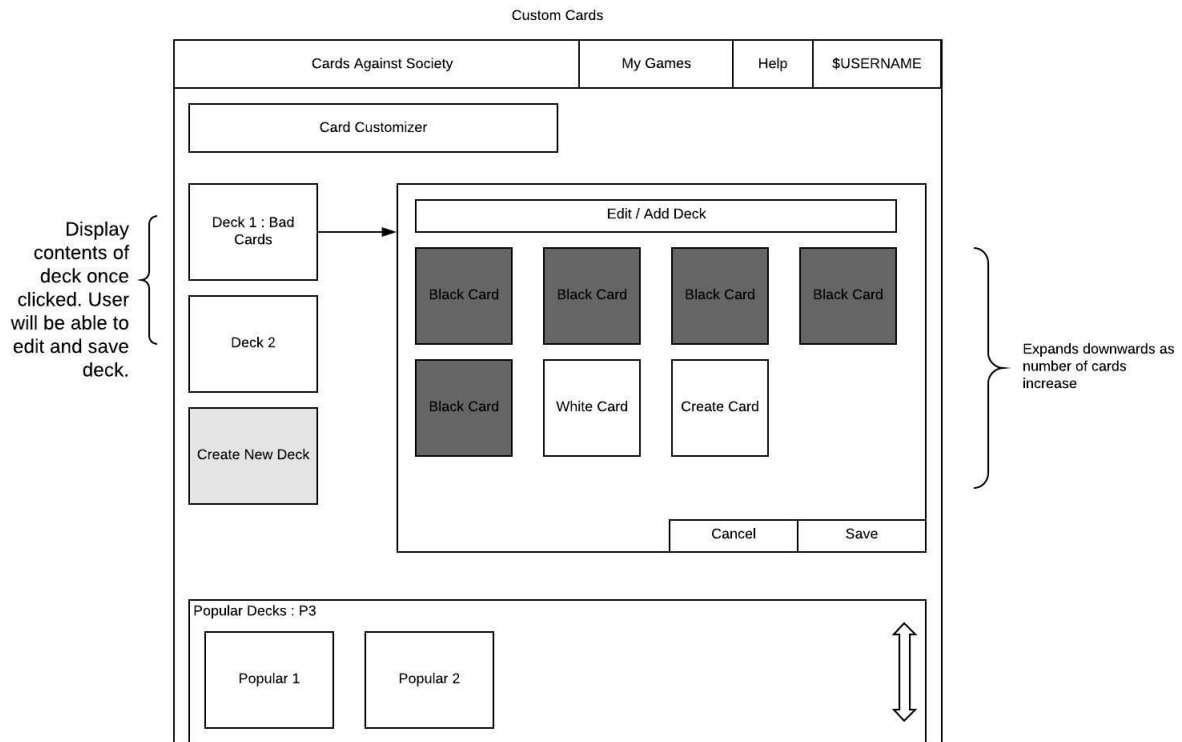 Custom Cards
Cards Against Society
My Games
Help
$USERNAME
Card Customizer
Display
contents of
deck once
clicked. User
will be able to
edit and save
deck.
Deck 1 : Bad
Cards
Deck 2
Create New Deck
Edit / Add Deck
Black Card
Black Card
Black Card
Black Card
Black Card
White Card
Create Card
Cancel
Save
Expands downwards as
number of cards
increase
Popular Decks : P3
Popular 1
Popular 2